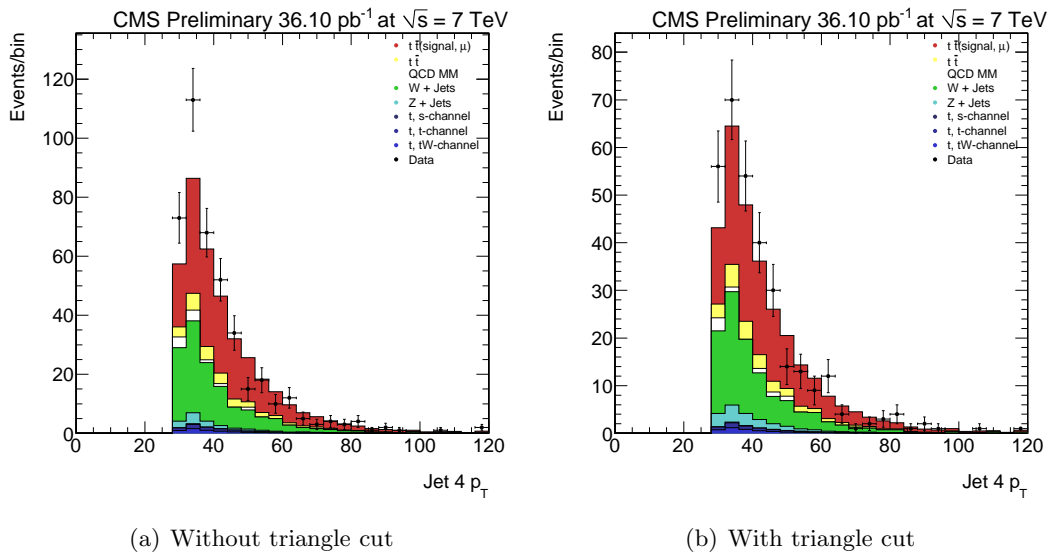 CMS Preliminary 36.10 pb⁻¹ at √s = 7 TeV
Events/bin
120
100
80
60
40
20
0
t t̄(signal, μ)
t t̄
QCD MM
W + Jets
Z + Jets
t, s-channel
t, t-channel
t, tW-channel
Data
0 20 40 60 80 100 120
Jet 4 p_T
(a) Without triangle cut
CMS Preliminary 36.10 pb⁻¹ at √s = 7 TeV
Events/bin
80
70
60
50
40
30
20
10
0
t t̄(signal, μ)
t t̄
QCD MM
W + Jets
Z + Jets
t, s-channel
t, t-channel
t, tW-channel
Data
0 20 40 60 80 100 120
Jet 4 p_T
(b) With triangle cut